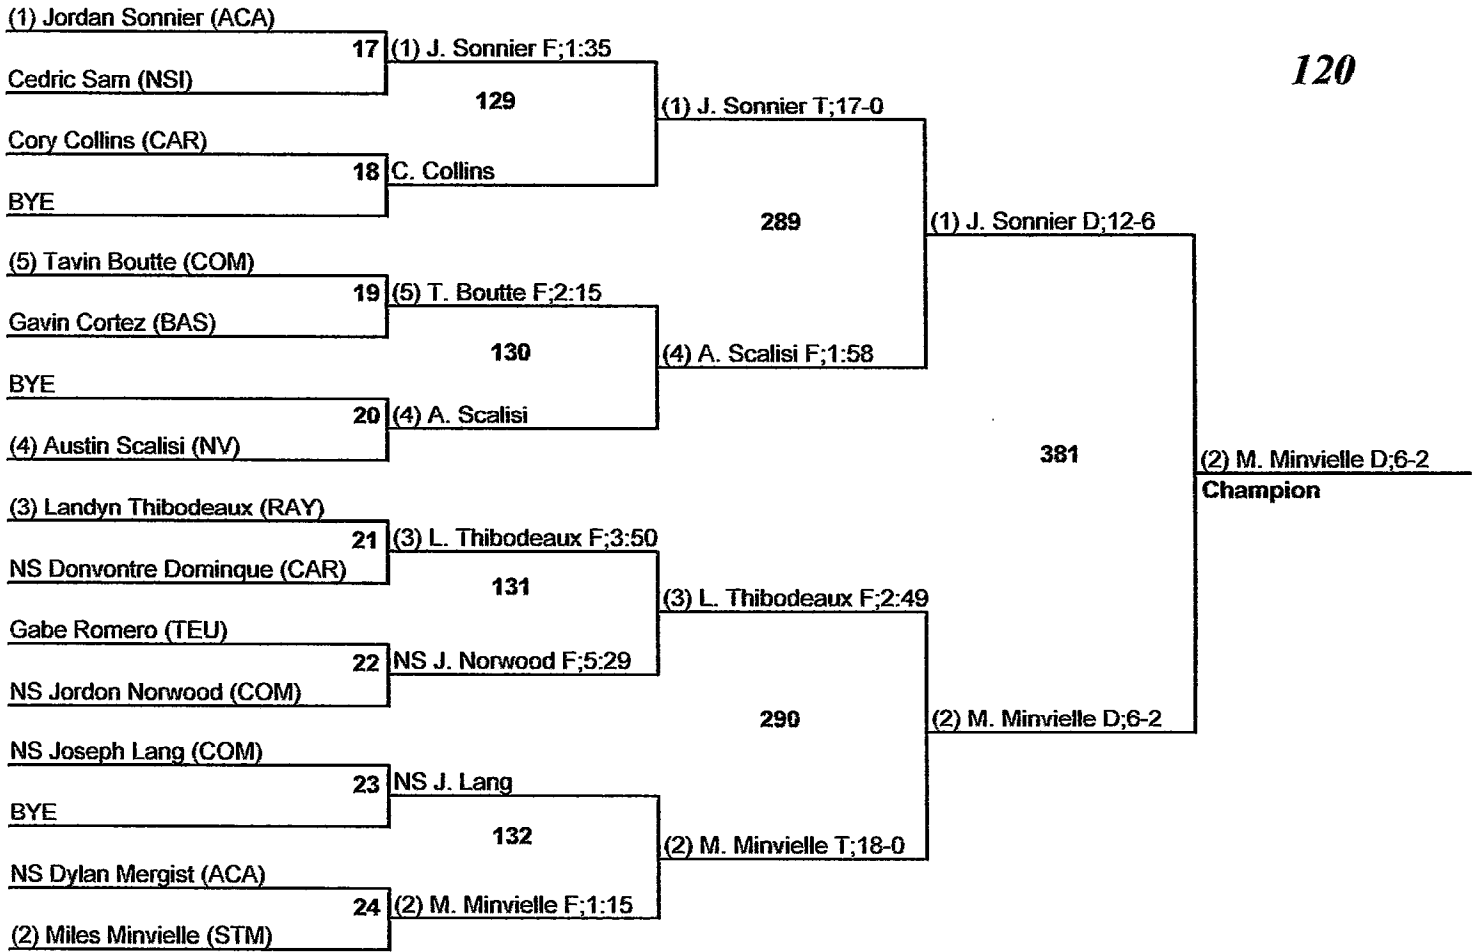 (1) Jordan Sonnier (ACA)
17 (1) J. Sonnier F;1:35
120
Cedric Sam (NSI)
129
(1) J. Sonnier T;17-0
Cory Collins (CAR)
18 C. Collins
BYE
289
(1) J. Sonnier D;12-6
(5) Tavin Boutte (COM)
19 (5) T. Boutte F;2:15
Gavin Cortez (BAS)
130
(4) A. Scalisi F;1:58
BYE
20 (4) A. Scalisi
(4) Austin Scalisi (NV)
381
(2) M. Minvielle D;6-2
Champion
(3) Landyn Thibodeaux (RAY)
21 (3) L. Thibodeaux F;3:50
NS Donvontre Dominque (CAR)
131
(3) L. Thibodeaux F;2:49
Gabe Romero (TEU)
22 NS J. Norwood F;5:29
NS Jordon Norwood (COM)
290
(2) M. Minvielle D;6-2
NS Joseph Lang (COM)
23 NS J. Lang
BYE
132
(2) M. Minvielle T;18-0
NS Dylan Mergist (ACA)
24 (2) M. Minvielle F;1:15
(2) Miles Minvielle (STM)